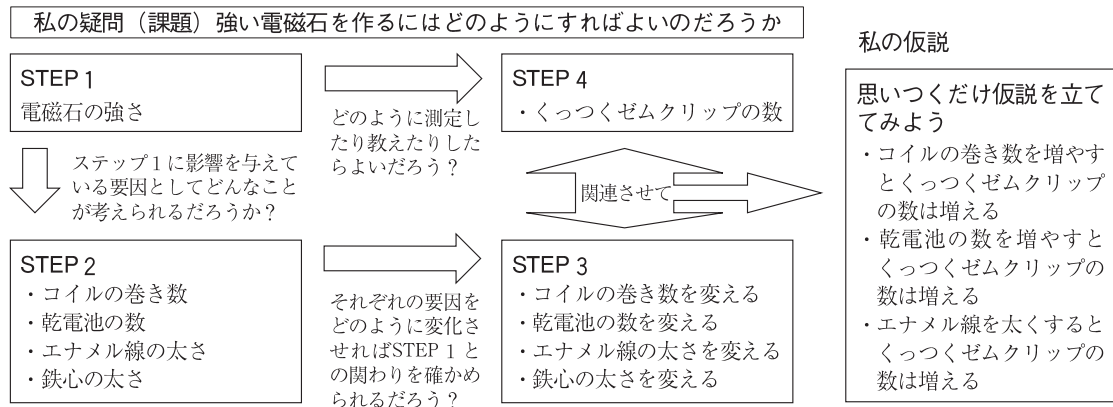 私の疑問（課題）強い電磁石を作るにはどのようにすればよいのだろうか
STEP 1
電磁石の強さ
どのように測定し
たり教えたりした
らよいだろう？
STEP 4
・くっつくゼムクリップの数
ステップ１に影響を与えて
いる要因としてどんなこと
が考えられるだろうか？
関連させて
STEP 2
・コイルの巻き数
・乾電池の数
・エナメル線の太さ
・鉄心の太さ
それぞれの要因を
どのように変化さ
せればSTEP 1 と
の関わりを確かめ
られるだろう？
STEP 3
・コイルの巻き数を変える
・乾電池の数を変える
・エナメル線の太さを変える
・鉄心の太さを変える
私の仮説
思いつくだけ仮説を立て
てみよう
・コイルの巻き数を増やす
とくっつくゼムクリップ
の数は増える
・乾電池の数を増やすと
くっつくゼムクリップの
数は増える
・エナメル線を太くすると
くっつくゼムクリップの
数は増える